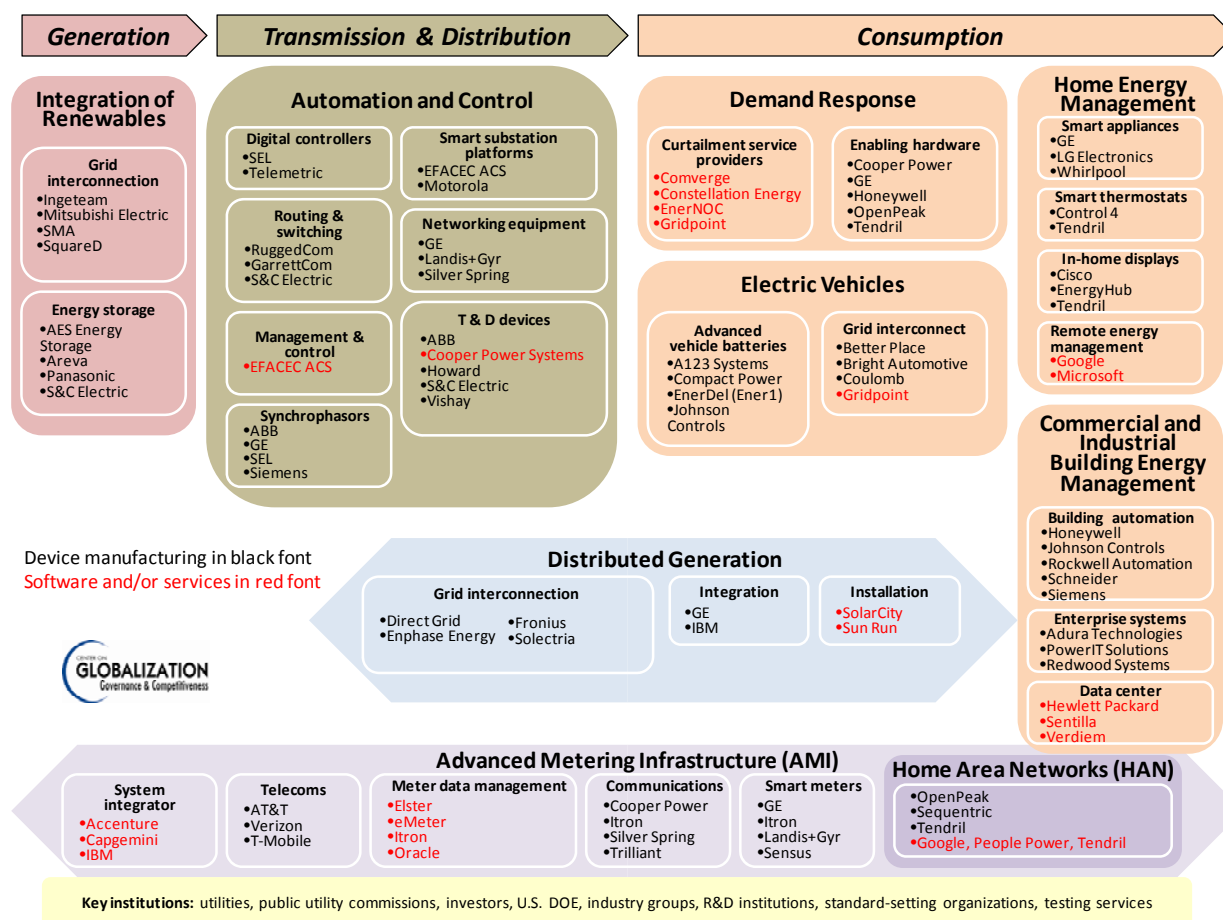 Generation
Transmission & Distribution
Consumption
Integration of
Renewables
Grid
interconnection
•Ingeteam
•Mitsubishi Electric
•SMA
•SquareD
Energy storage
•AES Energy
Storage
•Areva
•Panasonic
•S&C Electric
Automation and Control
Digital controllers
•SEL
•Telemetric
Routing &
switching
•RuggedCom
•GarrettCom
•S&C Electric
Management &
control
•EFACEC ACS
Synchrophasors
•ABB
•GE
•SEL
•Siemens
Smart substation
platforms
•EFACEC ACS
•Motorola
Networking equipment
•GE
•Landis+Gyr
•Silver Spring
T & D devices
•ABB
•Cooper Power Systems
•Howard
•S&C Electric
•Vishay
Demand Response
Curtailment service
providers
•Comverge
•Constellation Energy
•EnerNOC
•Gridpoint
Enabling hardware
•Cooper Power
•GE
•Honeywell
•OpenPeak
•Tendril
Electric Vehicles
Advanced
vehicle batteries
•A123 Systems
•Compact Power
•EnerDel (Ener1)
•Johnson
Controls
Grid interconnect
•Better Place
•Bright Automotive
•Coulomb
•Gridpoint
Home Energy
Management
Smart appliances
•GE
•LG Electronics
•Whirlpool
Smart thermostats
•Control 4
•Tendril
In-home displays
•Cisco
•EnergyHub
•Tendril
Remote energy
management
•Google
•Microsoft
Commercial and
Industrial
Building Energy
Management
Building automation
•Honeywell
•Johnson Controls
•Rockwell Automation
•Schneider
•Siemens
Enterprise systems
•Adura Technologies
•PowerIT Solutions
•Redwood Systems
Data center
•Hewlett Packard
•Sentilla
•Verdiem
Device manufacturing in black font
Software and/or services in red font
CENTER ON
GLOBALIZATION
Governance & Competitiveness
Distributed Generation
Grid interconnection
•Direct Grid
•Enphase Energy
•Fronius
•Solectria
Integration
•GE
•IBM
Installation
•SolarCity
•Sun Run
Advanced Metering Infrastructure (AMI)
System
integrator
•Accenture
•Capgemini
•IBM
Telecoms
•AT&T
•Verizon
•T-Mobile
Meter data management
•Elster
•eMeter
•Itron
•Oracle
Communications
•Cooper Power
•Itron
•Silver Spring
•Trilliant
Smart meters
•GE
•Itron
•Landis+Gyr
•Sensus
Home Area Networks (HAN)
•OpenPeak
•Sequentric
•Tendril
•Google, People Power, Tendril
Key institutions: utilities, public utility commissions, investors, U.S. DOE, industry groups, R&D institutions, standard-setting organizations, testing services